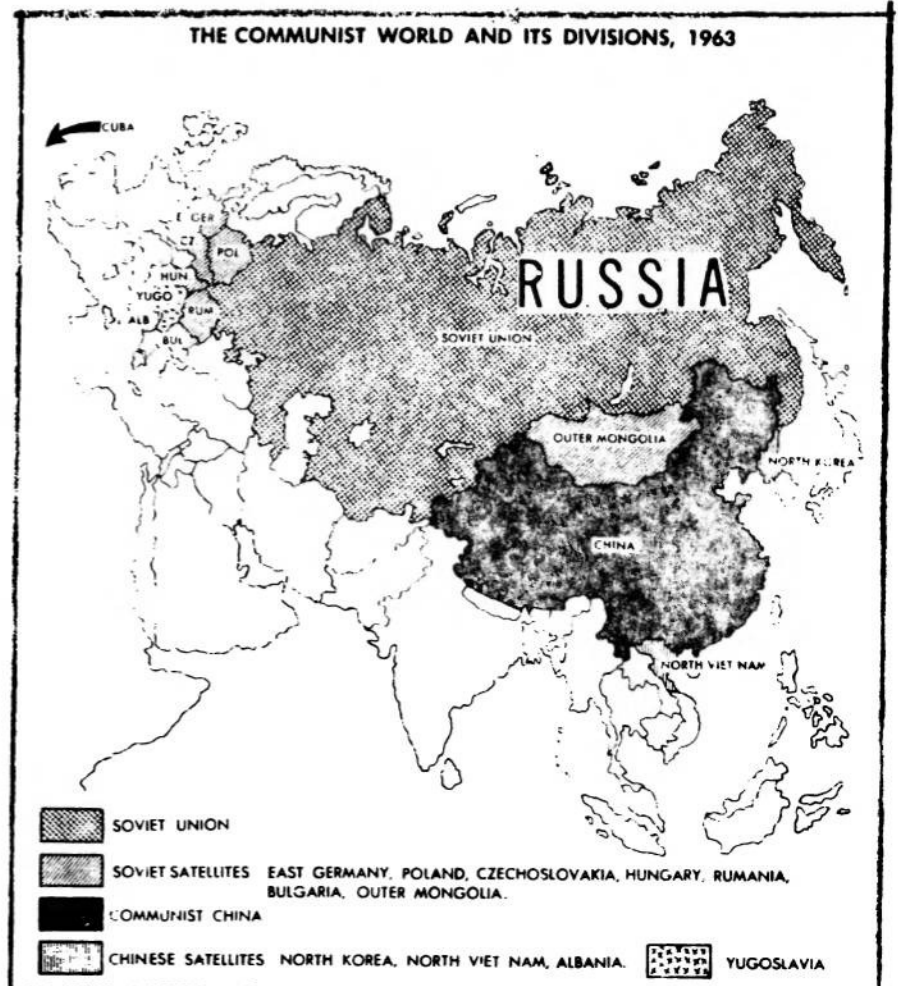 THE COMMUNIST WORLD AND ITS DIVISIONS, 1963
CUBA
E GER
CZ
POL
HUN
YUGO
RUM
ALB
BUL
RUSSIA
SOVIET UNION
OUTER MONGOLIA
NORTH KOREA
CHINA
NORTH VIET NAM
SOVIET UNION
SOVIET SATELLITES EAST GERMANY, POLAND, CZECHOSLOVAKIA, HUNGARY, RUMANIA,
BULGARIA, OUTER MONGOLIA.
COMMUNIST CHINA
CHINESE SATELLITES NORTH KOREA, NORTH VIET NAM, ALBANIA.
YUGOSLAVIA